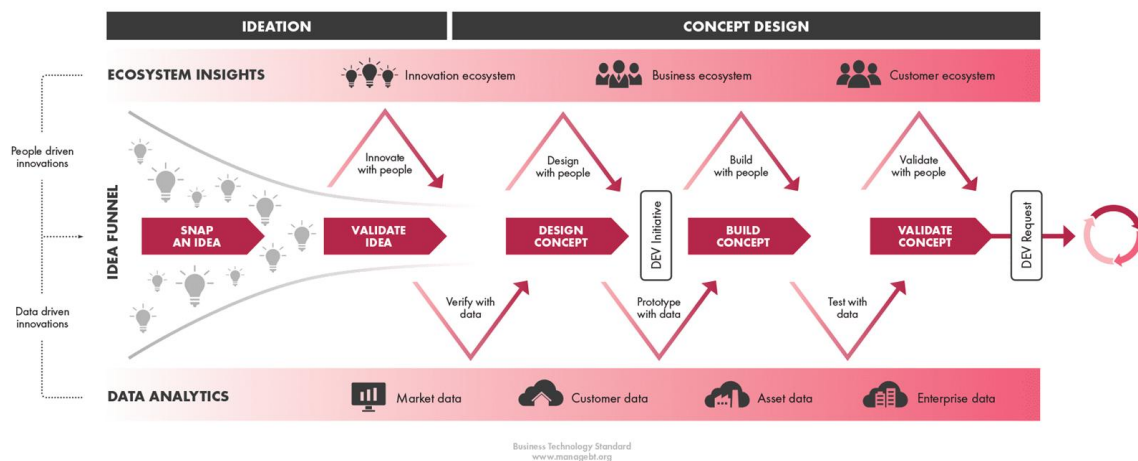 IDEATION
CONCEPT DESIGN
ECOSYSTEM INSIGHTS
Innovation ecosystem
Business ecosystem
Customer ecosystem
People driven
innovations
Data driven
innovations
IDEA FUNNEL
Innovate
with people
Design
with people
Build
with people
Validate
with people
SNAP
AN IDEA
VALIDATE
IDEA
DESIGN
CONCEPT
DEV Initiative
BUILD
CONCEPT
VALIDATE
CONCEPT
DEV Request
Verify with
data
Prototype
with data
Test with
data
DATA ANALYTICS
Market data
Customer data
Asset data
Enterprise data
Business Technology Standard
www.managebt.org